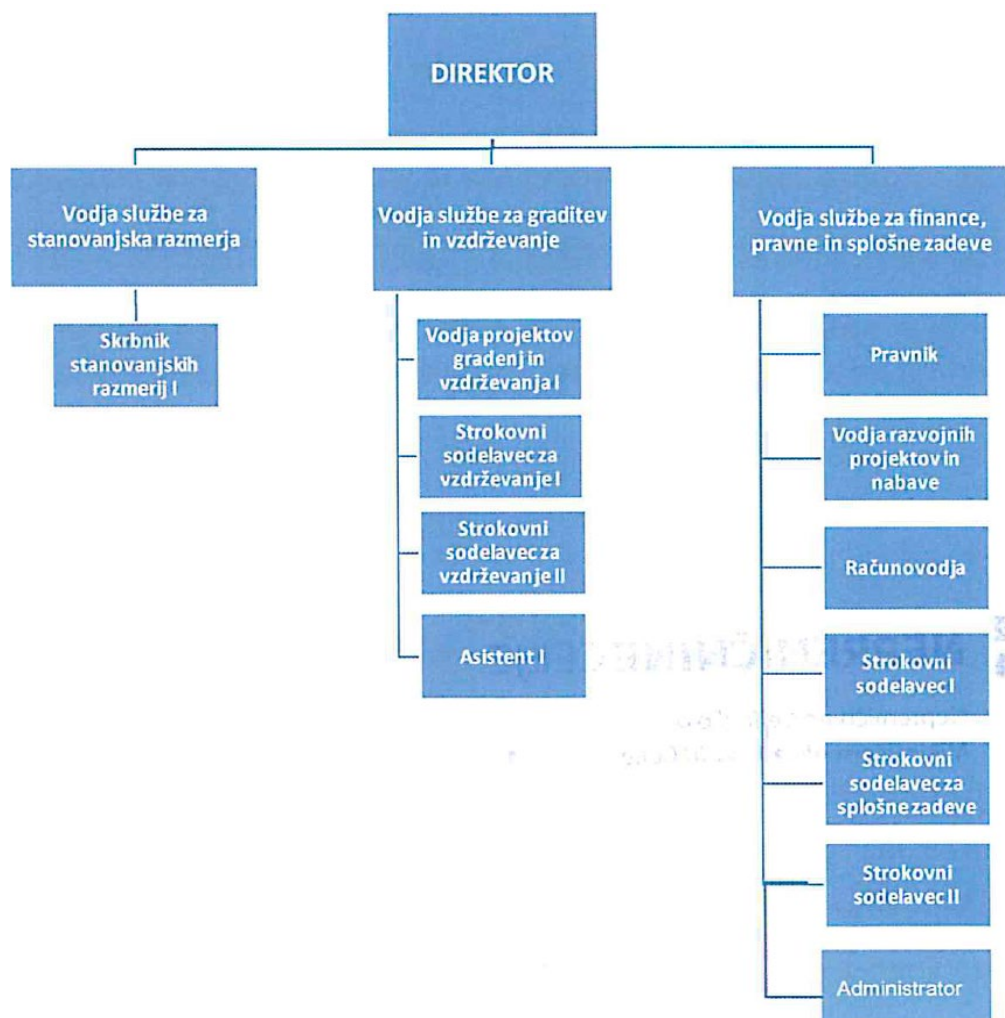 DIREKTOR
Vodja službe za
stanovanjska razmerja
Skrbnik
stanovanjskih
razmerij I
Vodja službe za graditev
in vzdrževanje
Vodja projektov
gradenj in
vzdrževanja I
Strokovni
sodelavec za
vzdrževanje I
Strokovni
sodelavec za
vzdrževanje II
Asistent I
Vodja službe za finance,
pravne in splošne zadeve
Pravnik
Vodja razvojnih
projektov in
nabave
Računovodja
Strokovni
sodelavec I
Strokovni
sodelavec za
splošne zadeve
Strokovni
sodelavec II
Administrator